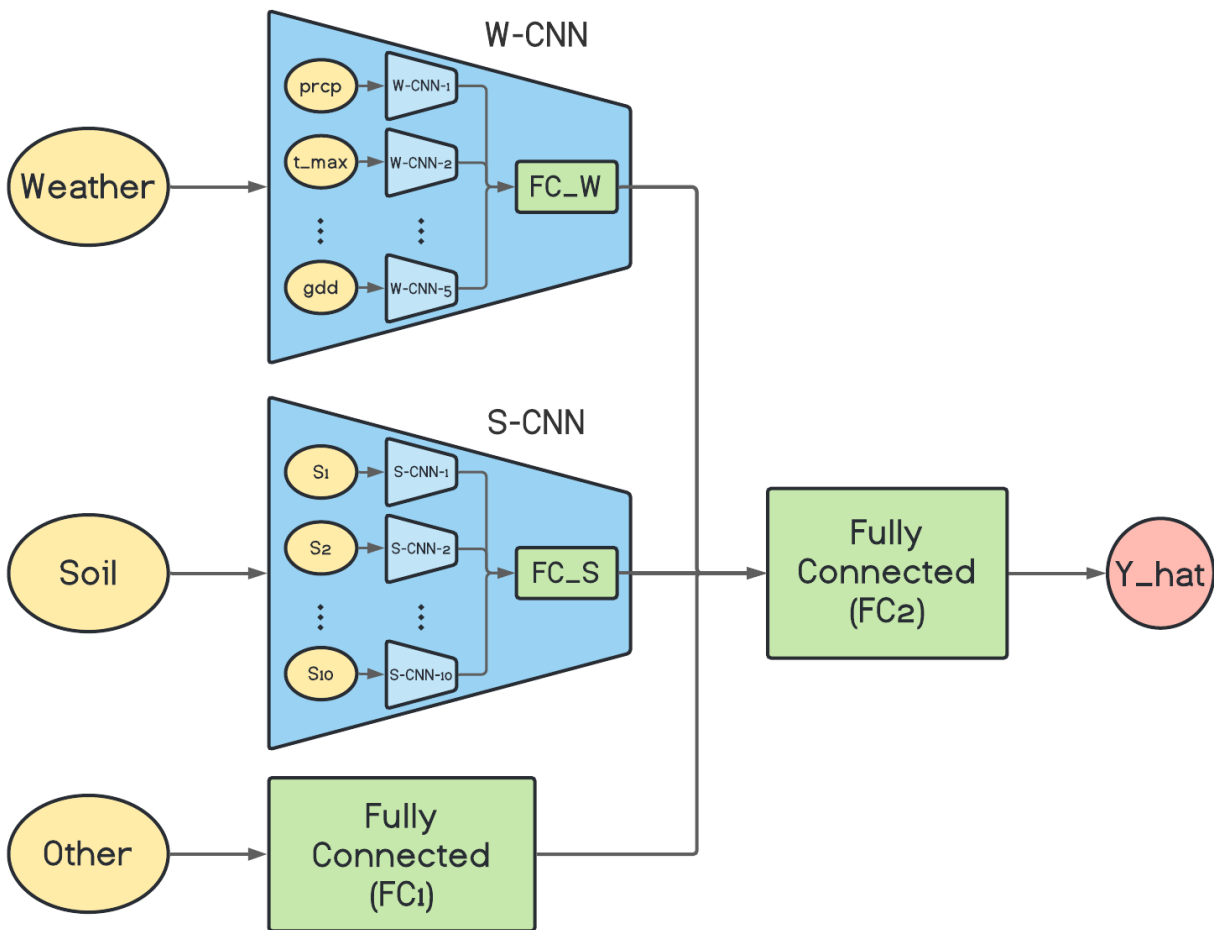 W-CNN
prcp
W-CNN-1
t_max
W-CNN-2
Weather
FC_W
gdd
W-CNN-5
S-CNN
S1
S-CNN-1
S2
S-CNN-2
Soil
FC_S
S10
S-CNN-10
Fully
Connected
(FC2)
Y_hat
Other
Fully
Connected
(FC1)